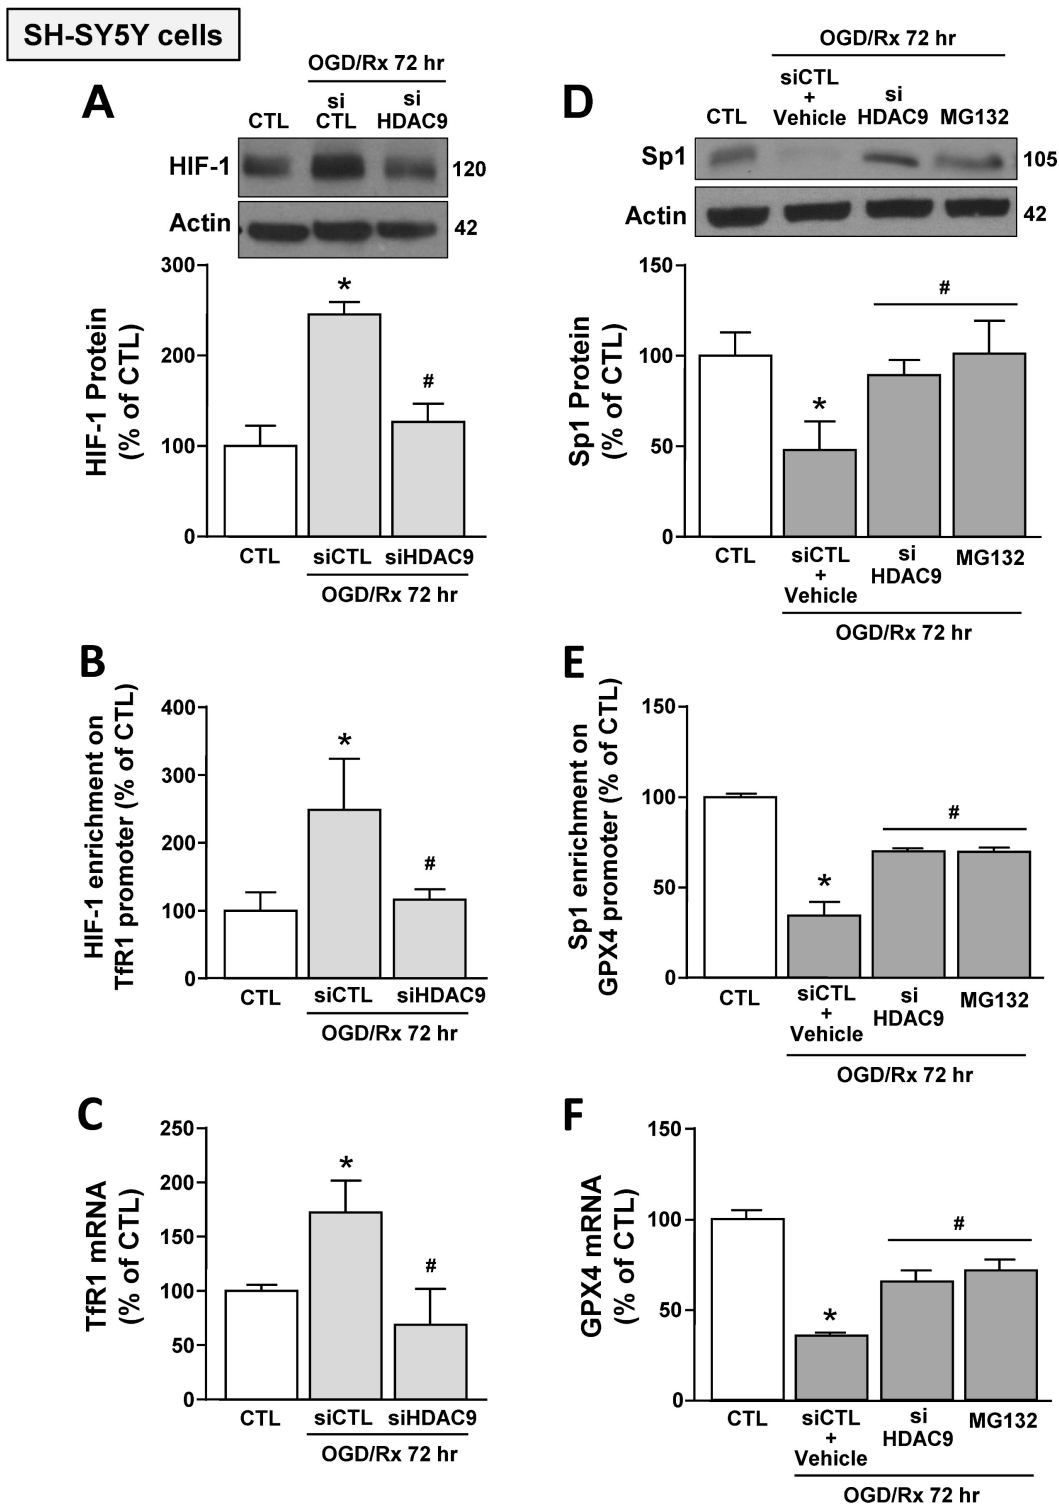 SH-SY5Y cells
A
OGD/Rx 72 hr
CTL
si
CTL
si
HDAC9
HIF-1
120
Actin
42
HIF-1 Protein
(% of CTL)
300
200
100
0
*
#
CTL
siCTL
siHDAC9
OGD/Rx 72 hr
B
HIF-1 enrichment on
TfR1 promoter (% of CTL)
400
300
200
100
0
*
#
CTL
siCTL
siHDAC9
OGD/Rx 72 hr
C
TfR1 mRNA
(% of CTL)
250
200
150
100
50
0
*
#
CTL
siCTL
siHDAC9
OGD/Rx 72 hr
D
OGD/Rx 72 hr
CTL
siCTL
+
Vehicle
si
HDAC9
MG132
Sp1
105
Actin
42
Sp1 Protein
(% of CTL)
150
100
50
0
*
#
CTL
siCTL
+
Vehicle
si
HDAC9
MG132
OGD/Rx 72 hr
E
Sp1 enrichment on
GPX4 promoter (% of CTL)
150
100
50
0
*
#
CTL
siCTL
+
Vehicle
si
HDAC9
MG132
OGD/Rx 72 hr
F
GPX4 mRNA
(% of CTL)
150
100
50
0
*
#
CTL
siCTL
+
Vehicle
si
HDAC9
MG132
OGD/Rx 72 hr